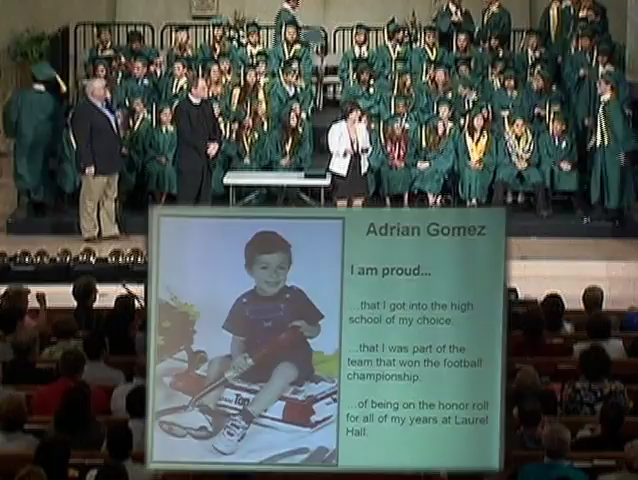 Adrian Gomez
I am proud...
...that I got into the high
school of my choice.
...that I was part of the
team that won the football
championship.
...of being on the honor roll
for all of my years at Laurel
Hall.